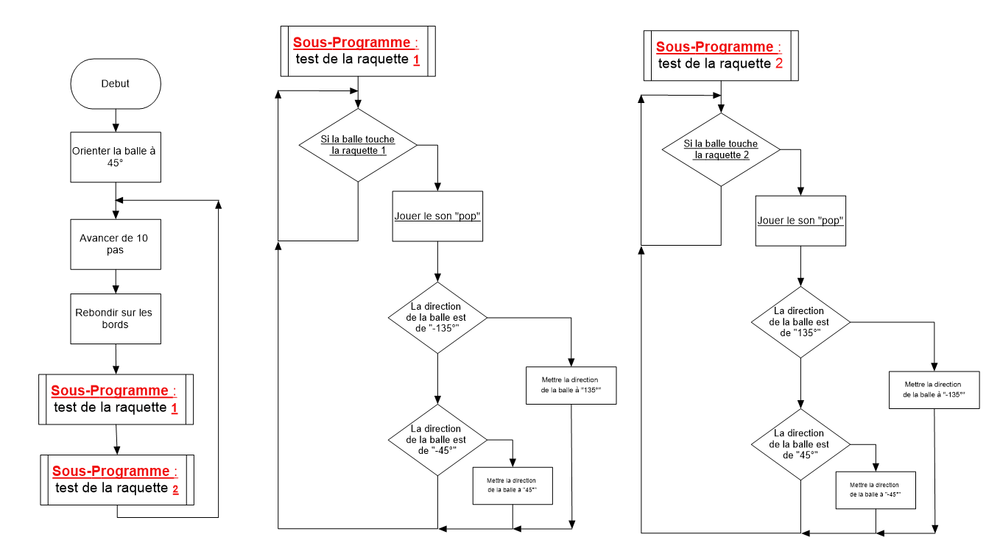 Debut
Orienter la balle à
45°
Avancer de 10
pas
Rebondir sur les
bords
Sous-Programme :
test de la raquette 1
Sous-Programme :
test de la raquette 2
Sous-Programme :
test de la raquette 1
Si la balle touche
la raquette 1
Jouer le son "pop"
La direction
de la balle est
de "-135°"
Mettre la direction
de la balle à "135°"
La direction
de la balle est
de "-45°"
Mettre la direction
de la balle à "45°"
Sous-Programme :
test de la raquette 2
Si la balle touche
la raquette 2
Jouer le son "pop"
La direction
de la balle est
de "135°"
Mettre la direction
de la balle à "-135°"
La direction
de la balle est
de "45°"
Mettre la direction
de la balle à "-45°"